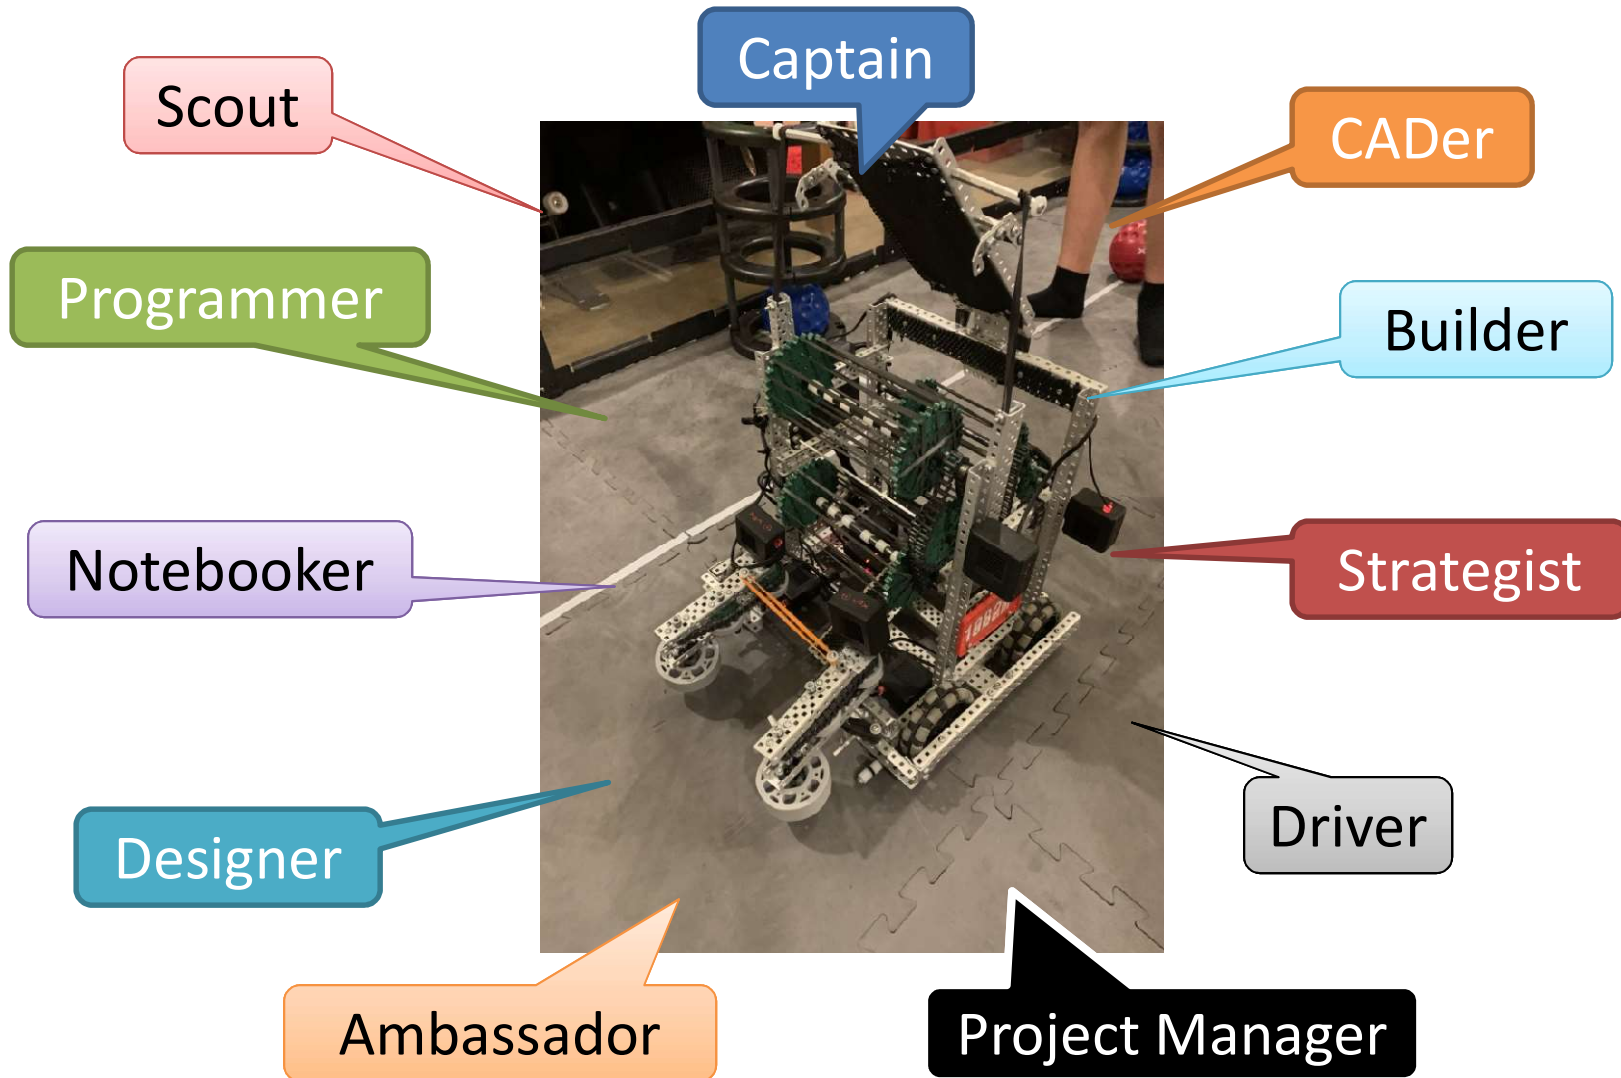 Captain
Scout
CADer
Programmer
Builder
Notebooker
Strategist
Driver
Designer
Ambassador
Project Manager